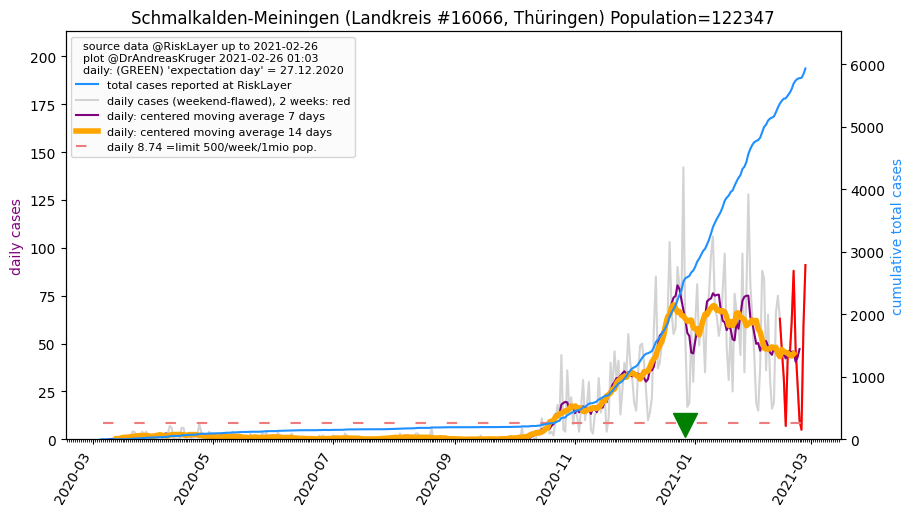 Schmalkalden-Meiningen (Landkreis #16066, Thüringen) Population=122347
source data @RiskLayer up to 2021-02-26
plot @DrAndreasKruger 2021-02-26 01:03
daily: (GREEN) 'expectation day' = 27.12.2020
total cases reported at RiskLayer
daily cases (weekend-flawed), 2 weeks: red
daily: centered moving average 7 days
daily: centered moving average 14 days
daily 8.74 =limit 500/week/1mio pop.
daily cases
200
175
150
125
100
75
50
25
0
6000
5000
4000
3000
2000
1000
0
cumulative total cases
2020-03
2020-05
2020-07
2020-09
2020-11
2021-01
2021-03